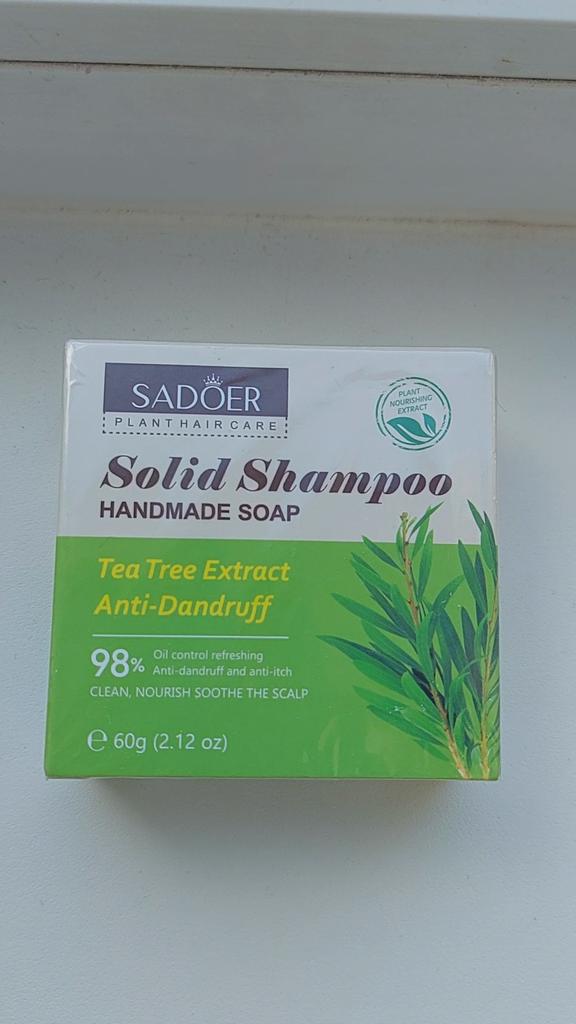 SADOER
PLANT HAIR CARE
PLANT
NOURISHING
EXTRACT
Solid Shampoo
HANDMADE SOAP
Tea Tree Extract
Anti-Dandruff
98% Oil control refreshing
Anti-dandruff and anti-itch
CLEAN, NOURISH SOOTHE THE SCALP
℮ 60g (2.12 oz)